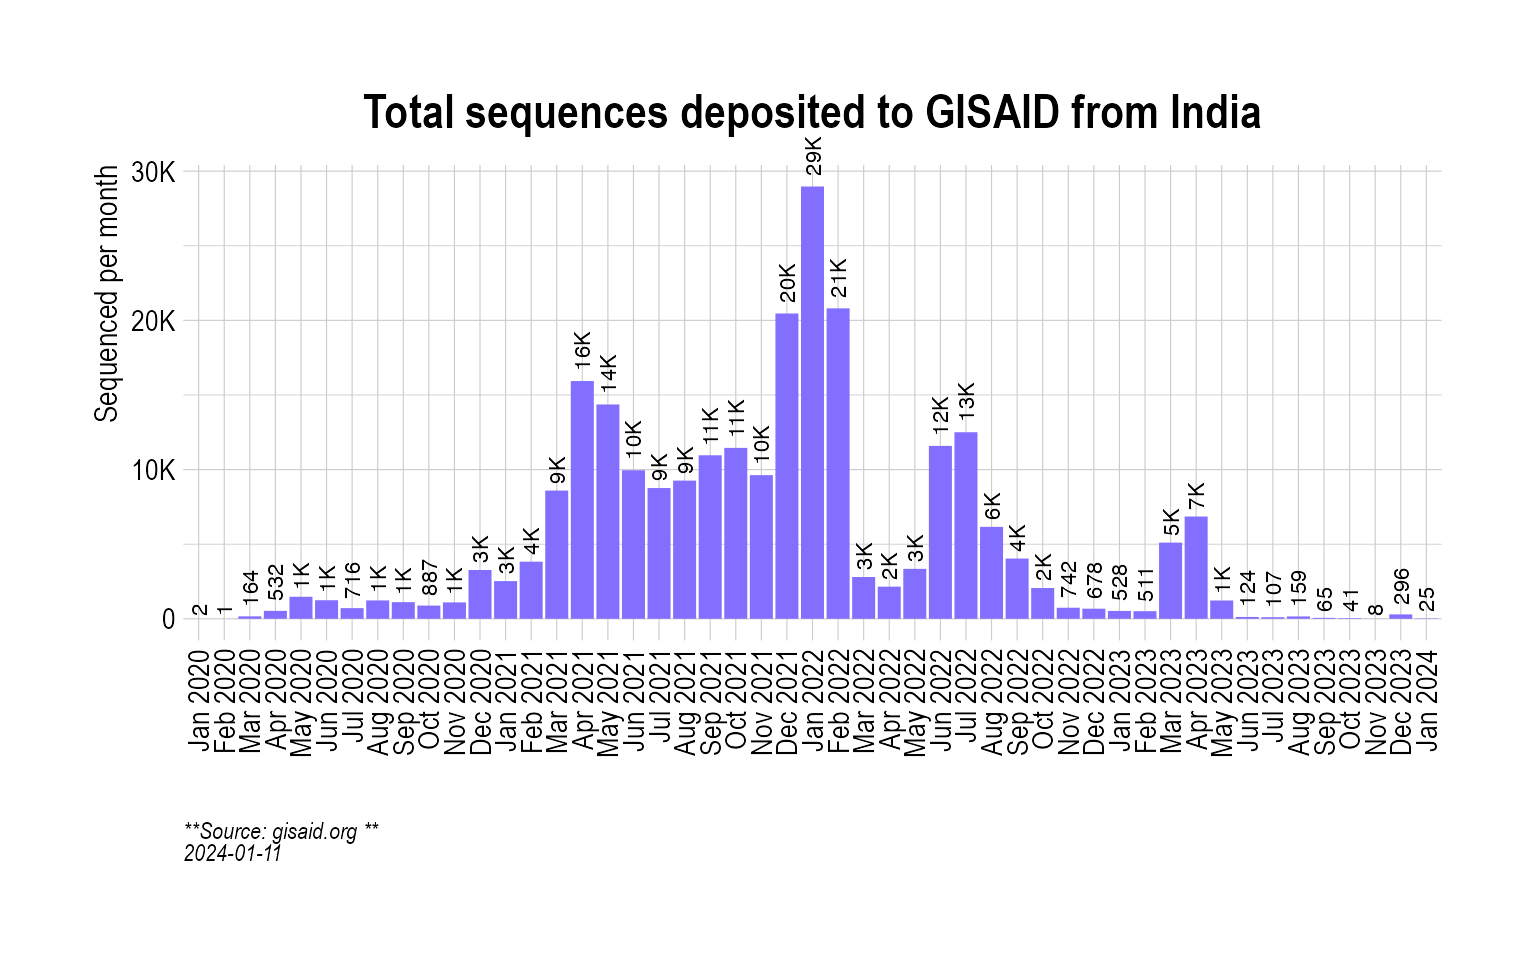 Total sequences deposited to GISAID from India
Sequenced per month
30K
20K
10K
0
2
1
164
532
1K
1K
716
1K
1K
887
1K
3K
3K
4K
9K
16K
14K
10K
9K
9K
11K
11K
10K
20K
29K
21K
3K
2K
3K
12K
13K
6K
4K
2K
742
678
528
511
5K
7K
1K
124
107
159
65
41
8
296
25
Jan 2020
Feb 2020
Mar 2020
Apr 2020
May 2020
Jun 2020
Jul 2020
Aug 2020
Sep 2020
Oct 2020
Nov 2020
Dec 2020
Jan 2021
Feb 2021
Mar 2021
Apr 2021
May 2021
Jun 2021
Jul 2021
Aug 2021
Sep 2021
Oct 2021
Nov 2021
Dec 2021
Jan 2022
Feb 2022
Mar 2022
Apr 2022
May 2022
Jun 2022
Jul 2022
Aug 2022
Sep 2022
Oct 2022
Nov 2022
Dec 2022
Jan 2023
Feb 2023
Mar 2023
Apr 2023
May 2023
Jun 2023
Jul 2023
Aug 2023
Sep 2023
Oct 2023
Nov 2023
Dec 2023
Jan 2024
**Source: gisaid.org **
2024-01-11